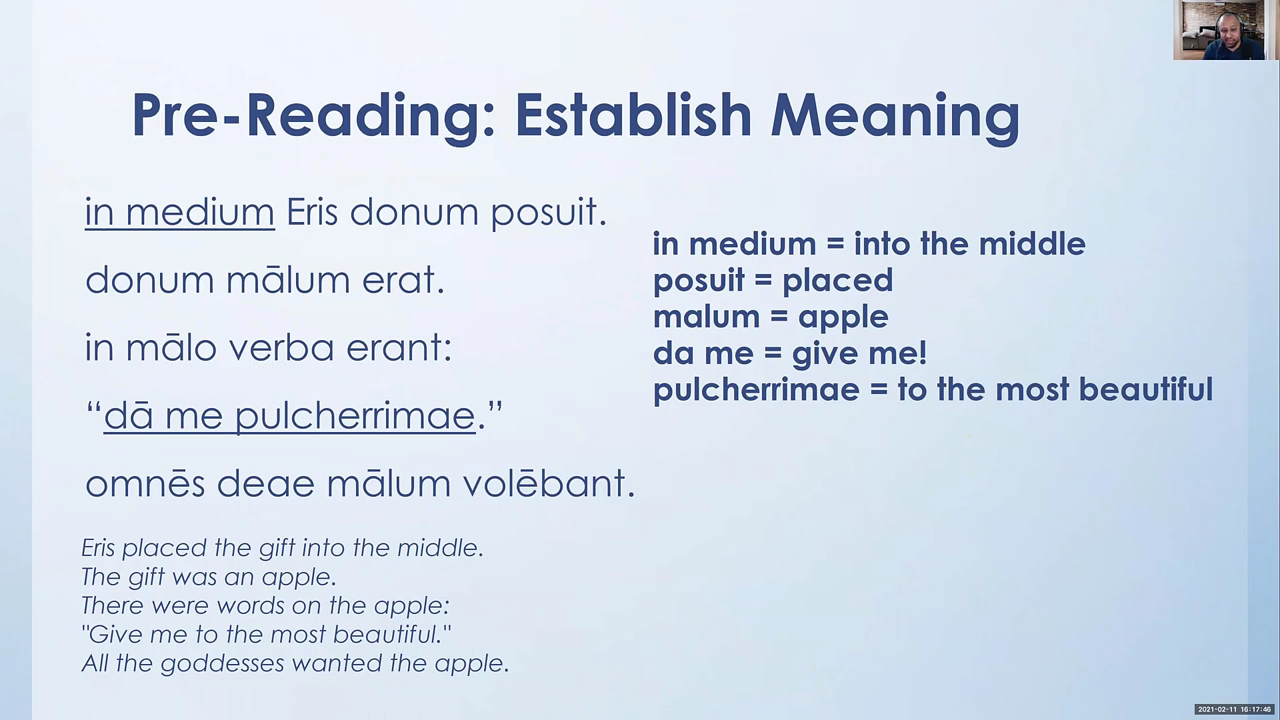 Pre-Reading: Establish Meaning
in medium Eris donum posuit.
donum mālum erat.
in mālo verba erant:
“dā me pulcherrimae.”
omnēs deae mālum volēbant.
in medium = into the middle
posuit = placed
malum = apple
da me = give me!
pulcherrimae = to the most beautiful
Eris placed the gift into the middle.
The gift was an apple.
There were words on the apple:
"Give me to the most beautiful."
All the goddesses wanted the apple.
2021-02-11 16:17:46